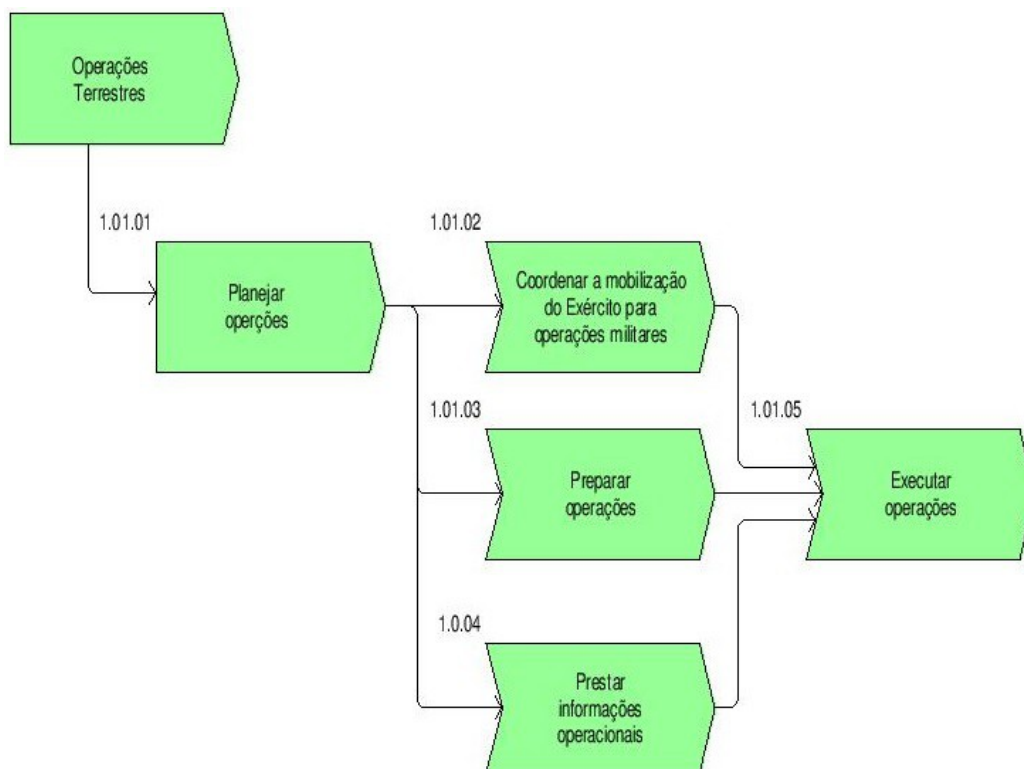 Operações
Terrestres
1.01.01
Planejar
operções
1.01.02
Coordenar a mobilização
do Exército para
operações militares
1.01.03
Preparar
operações
1.0.04
Prestar
informações
operacionais
1.01.05
Executar
operações